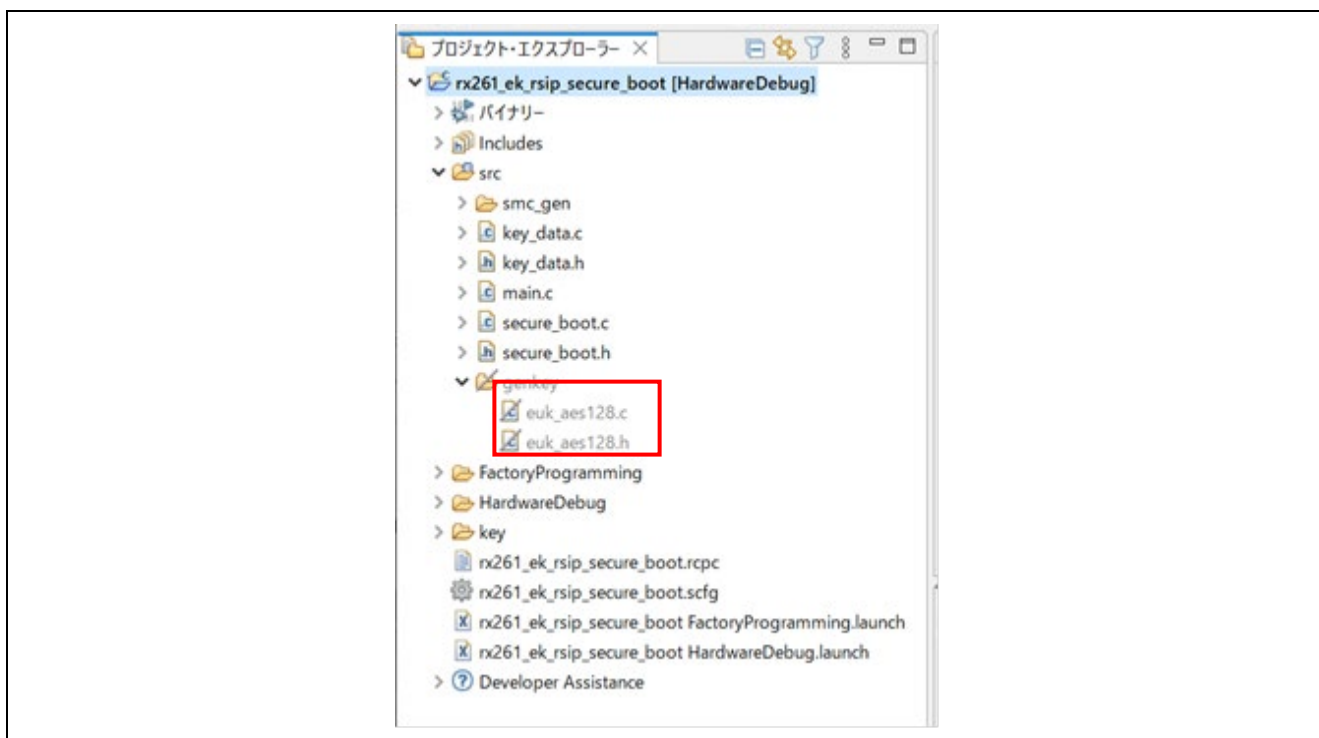 プロジェクト・エクスプローラー
rx261_ek_rsip_secure_boot [HardwareDebug]
バイナリー
Includes
src
smc_gen
key_data.c
key_data.h
main.c
secure_boot.c
secure_boot.h
genkey
euk_aes128.c
euk_aes128.h
FactoryProgramming
HardwareDebug
key
rx261_ek_rsip_secure_boot.rcpc
rx261_ek_rsip_secure_boot.scfg
rx261_ek_rsip_secure_boot FactoryProgramming.launch
rx261_ek_rsip_secure_boot HardwareDebug.launch
Developer Assistance